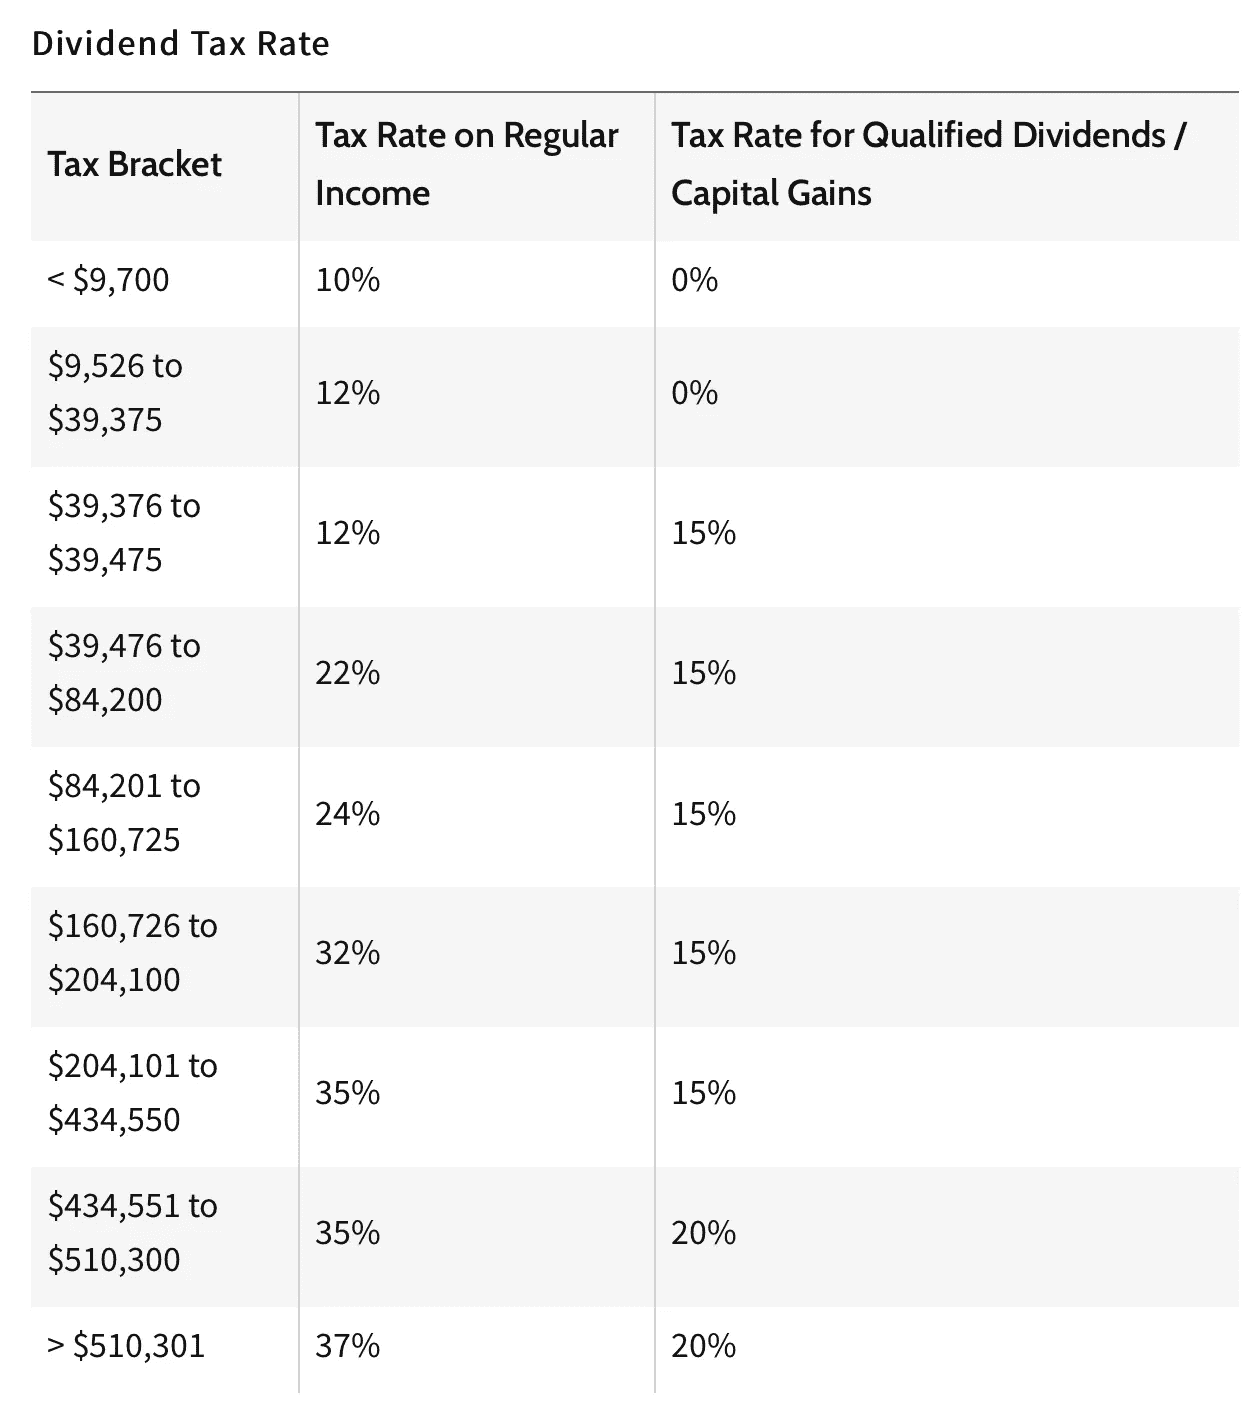 Dividend Tax Rate
Tax Bracket
Tax Rate on Regular
Income
Tax Rate for Qualified Dividends /
Capital Gains
< $9,700
10%
0%
$9,526 to
$39,375
12%
0%
$39,376 to
$39,475
12%
15%
$39,476 to
$84,200
22%
15%
$84,201 to
$160,725
24%
15%
$160,726 to
$204,100
32%
15%
$204,101 to
$434,550
35%
15%
$434,551 to
$510,300
35%
20%
> $510,301
37%
20%